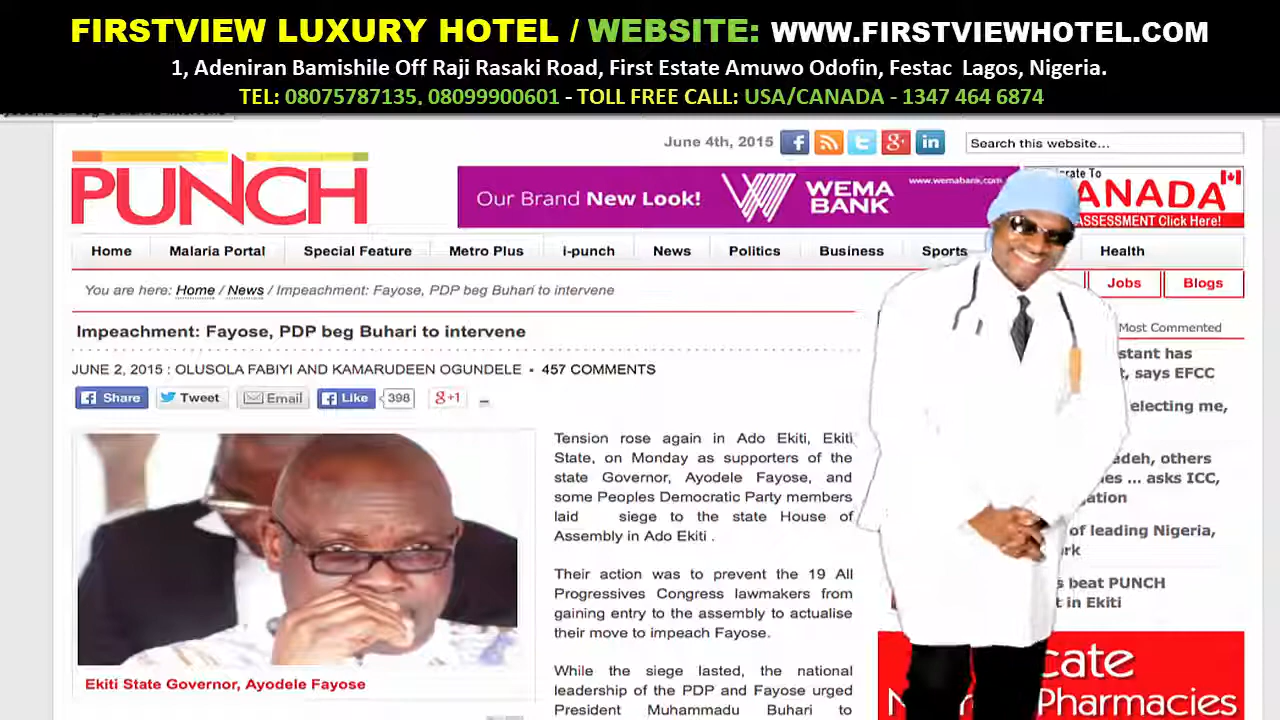 FIRSTVIEW LUXURY HOTEL / WEBSITE: WWW.FIRSTVIEWHOTEL.COM
1, Adeniran Bamishile Off Raji Rasaki Road, First Estate Amuwo Odofin, Festac Lagos, Nigeria.
TEL: 08075787135, 08099900601 - TOLL FREE CALL: USA/CANADA - 1347 464 6874
June 4th, 2015
Search this website...
PUNCH
Our Brand New Look!
WEMA BANK
www.wemabank.com
To
ANADA
ASSESSMENT Click Here!
Home Malaria Portal Special Feature Metro Plus i-punch News Politics Business Sports Health
You are here: Home / News / Impeachment: Fayose, PDP beg Buhari to intervene
Jobs Blogs
Impeachment: Fayose, PDP beg Buhari to intervene
JUNE 2, 2015 : OLUSOLA FABIYI AND KAMARUDEEN OGUNDELE ▪ 457 COMMENTS
Share Tweet Email Like 398 g+1
Tension rose again in Ado Ekiti, Ekiti
State, on Monday as supporters of the
state Governor, Ayodele Fayose, and
some Peoples Democratic Party members
laid siege to the state House of
Assembly in Ado Ekiti .
Their action was to prevent the 19 All
Progressives Congress lawmakers from
gaining entry to the assembly to actualise
their move to impeach Fayose.
While the siege lasted, the national
leadership of the PDP and Fayose urged
President Muhammadu Buhari to
Ekiti State Governor, Ayodele Fayose
Most Commented
stant has
, says EFCC
electing me,
adeh, others
es ... asks ICC,
gation
of leading Nigeria,
rk
s beat PUNCH
t in Ekiti
cate
Pharmacies